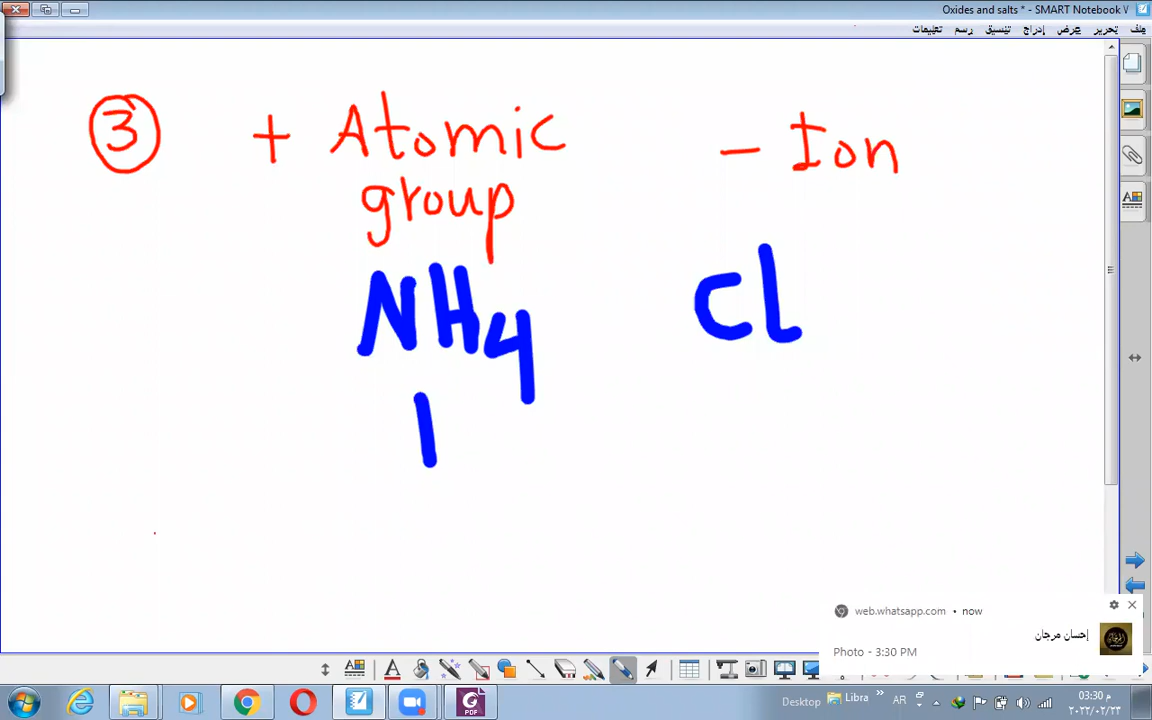 Oxides and salts * - SMART Notebook
ملف تحرير عرض إدراج تنسيق رسم تعليمات
3 + Atomic - Ion
group
NH4 Cl
1
web.whatsapp.com • now
إحسان مرجان
Photo - 3:30 PM
Desktop Libra » AR
03:30 م
٢٠٢٢/٠٢/٢٣